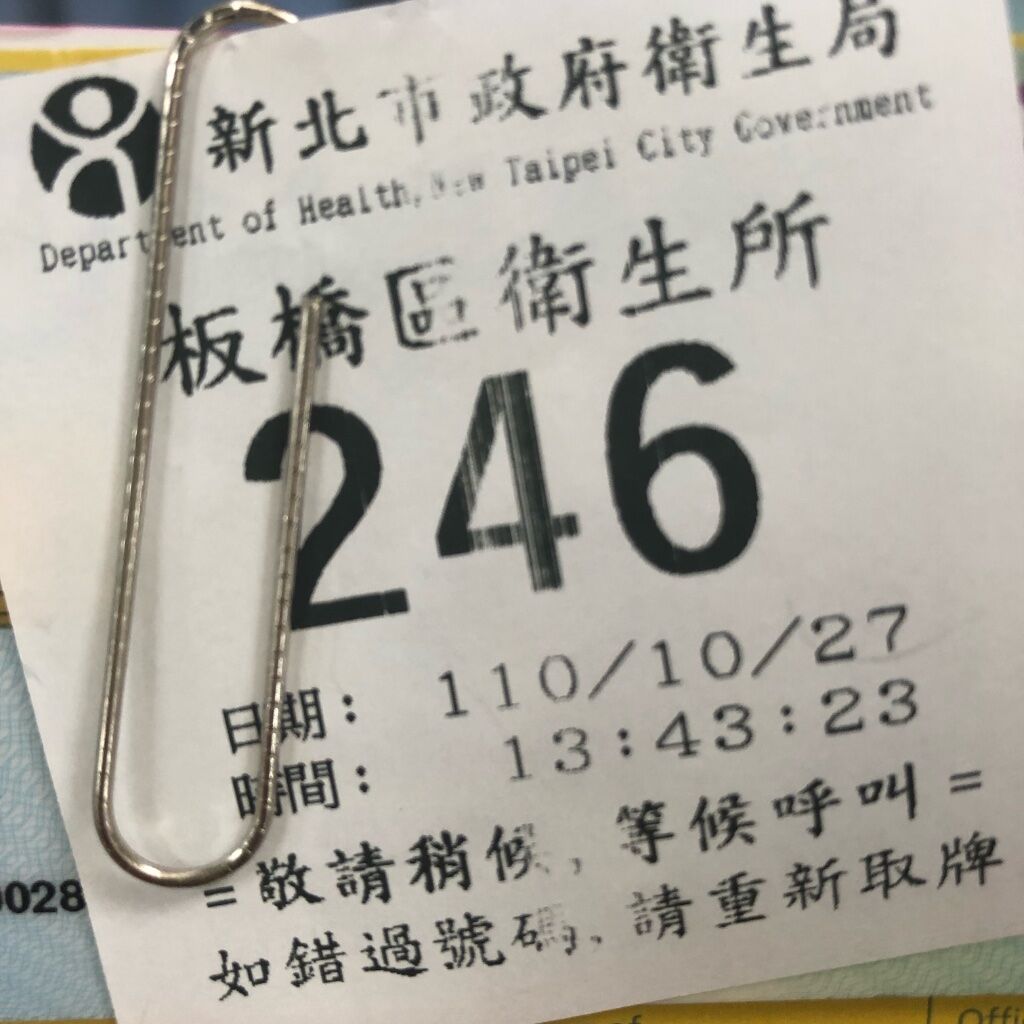 新北市政府衛生局
Department of Health, New Taipei City Government
板橋區衛生所
246
日期： 110/10/27
時間： 13:43:23
=敬請稍候，等候呼叫=
如錯過號碼，請重新取牌
0028